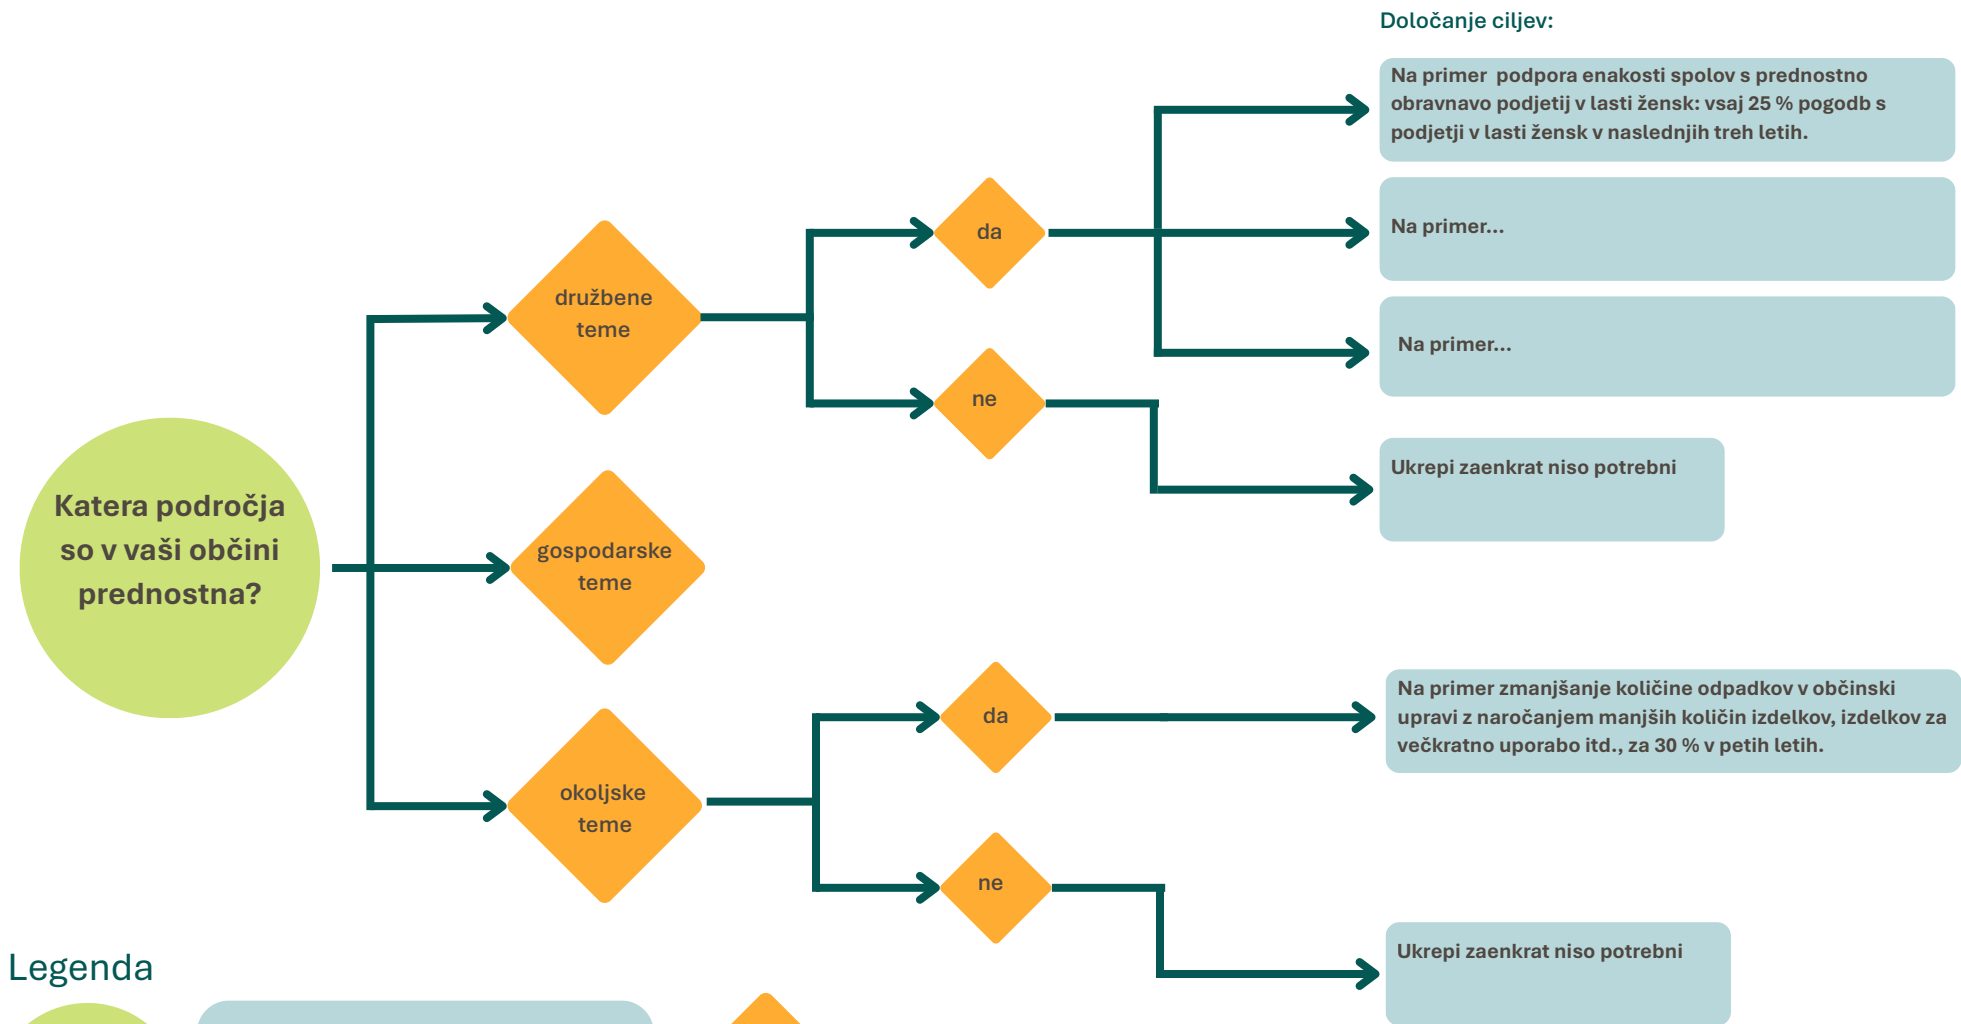 Določanje ciljev:
Na primer  podpora enakosti spolov s prednostno
obravnavo podjetij v lasti žensk: vsaj 25 % pogodb s
podjetji v lasti žensk v naslednjih treh letih.
da
Na primer...
družbene
teme
Na primer...
ne
Ukrepi zaenkrat niso potrebni
Katera področja
so v vaši občini
prednostna?
gospodarske
teme
da
Na primer zmanjšanje količine odpadkov v občinski
upravi z naročanjem manjših količin izdelkov, izdelkov za
večkratno uporabo itd., za 30 % v petih letih.
okoljske
teme
ne
Ukrepi zaenkrat niso potrebni
Legenda